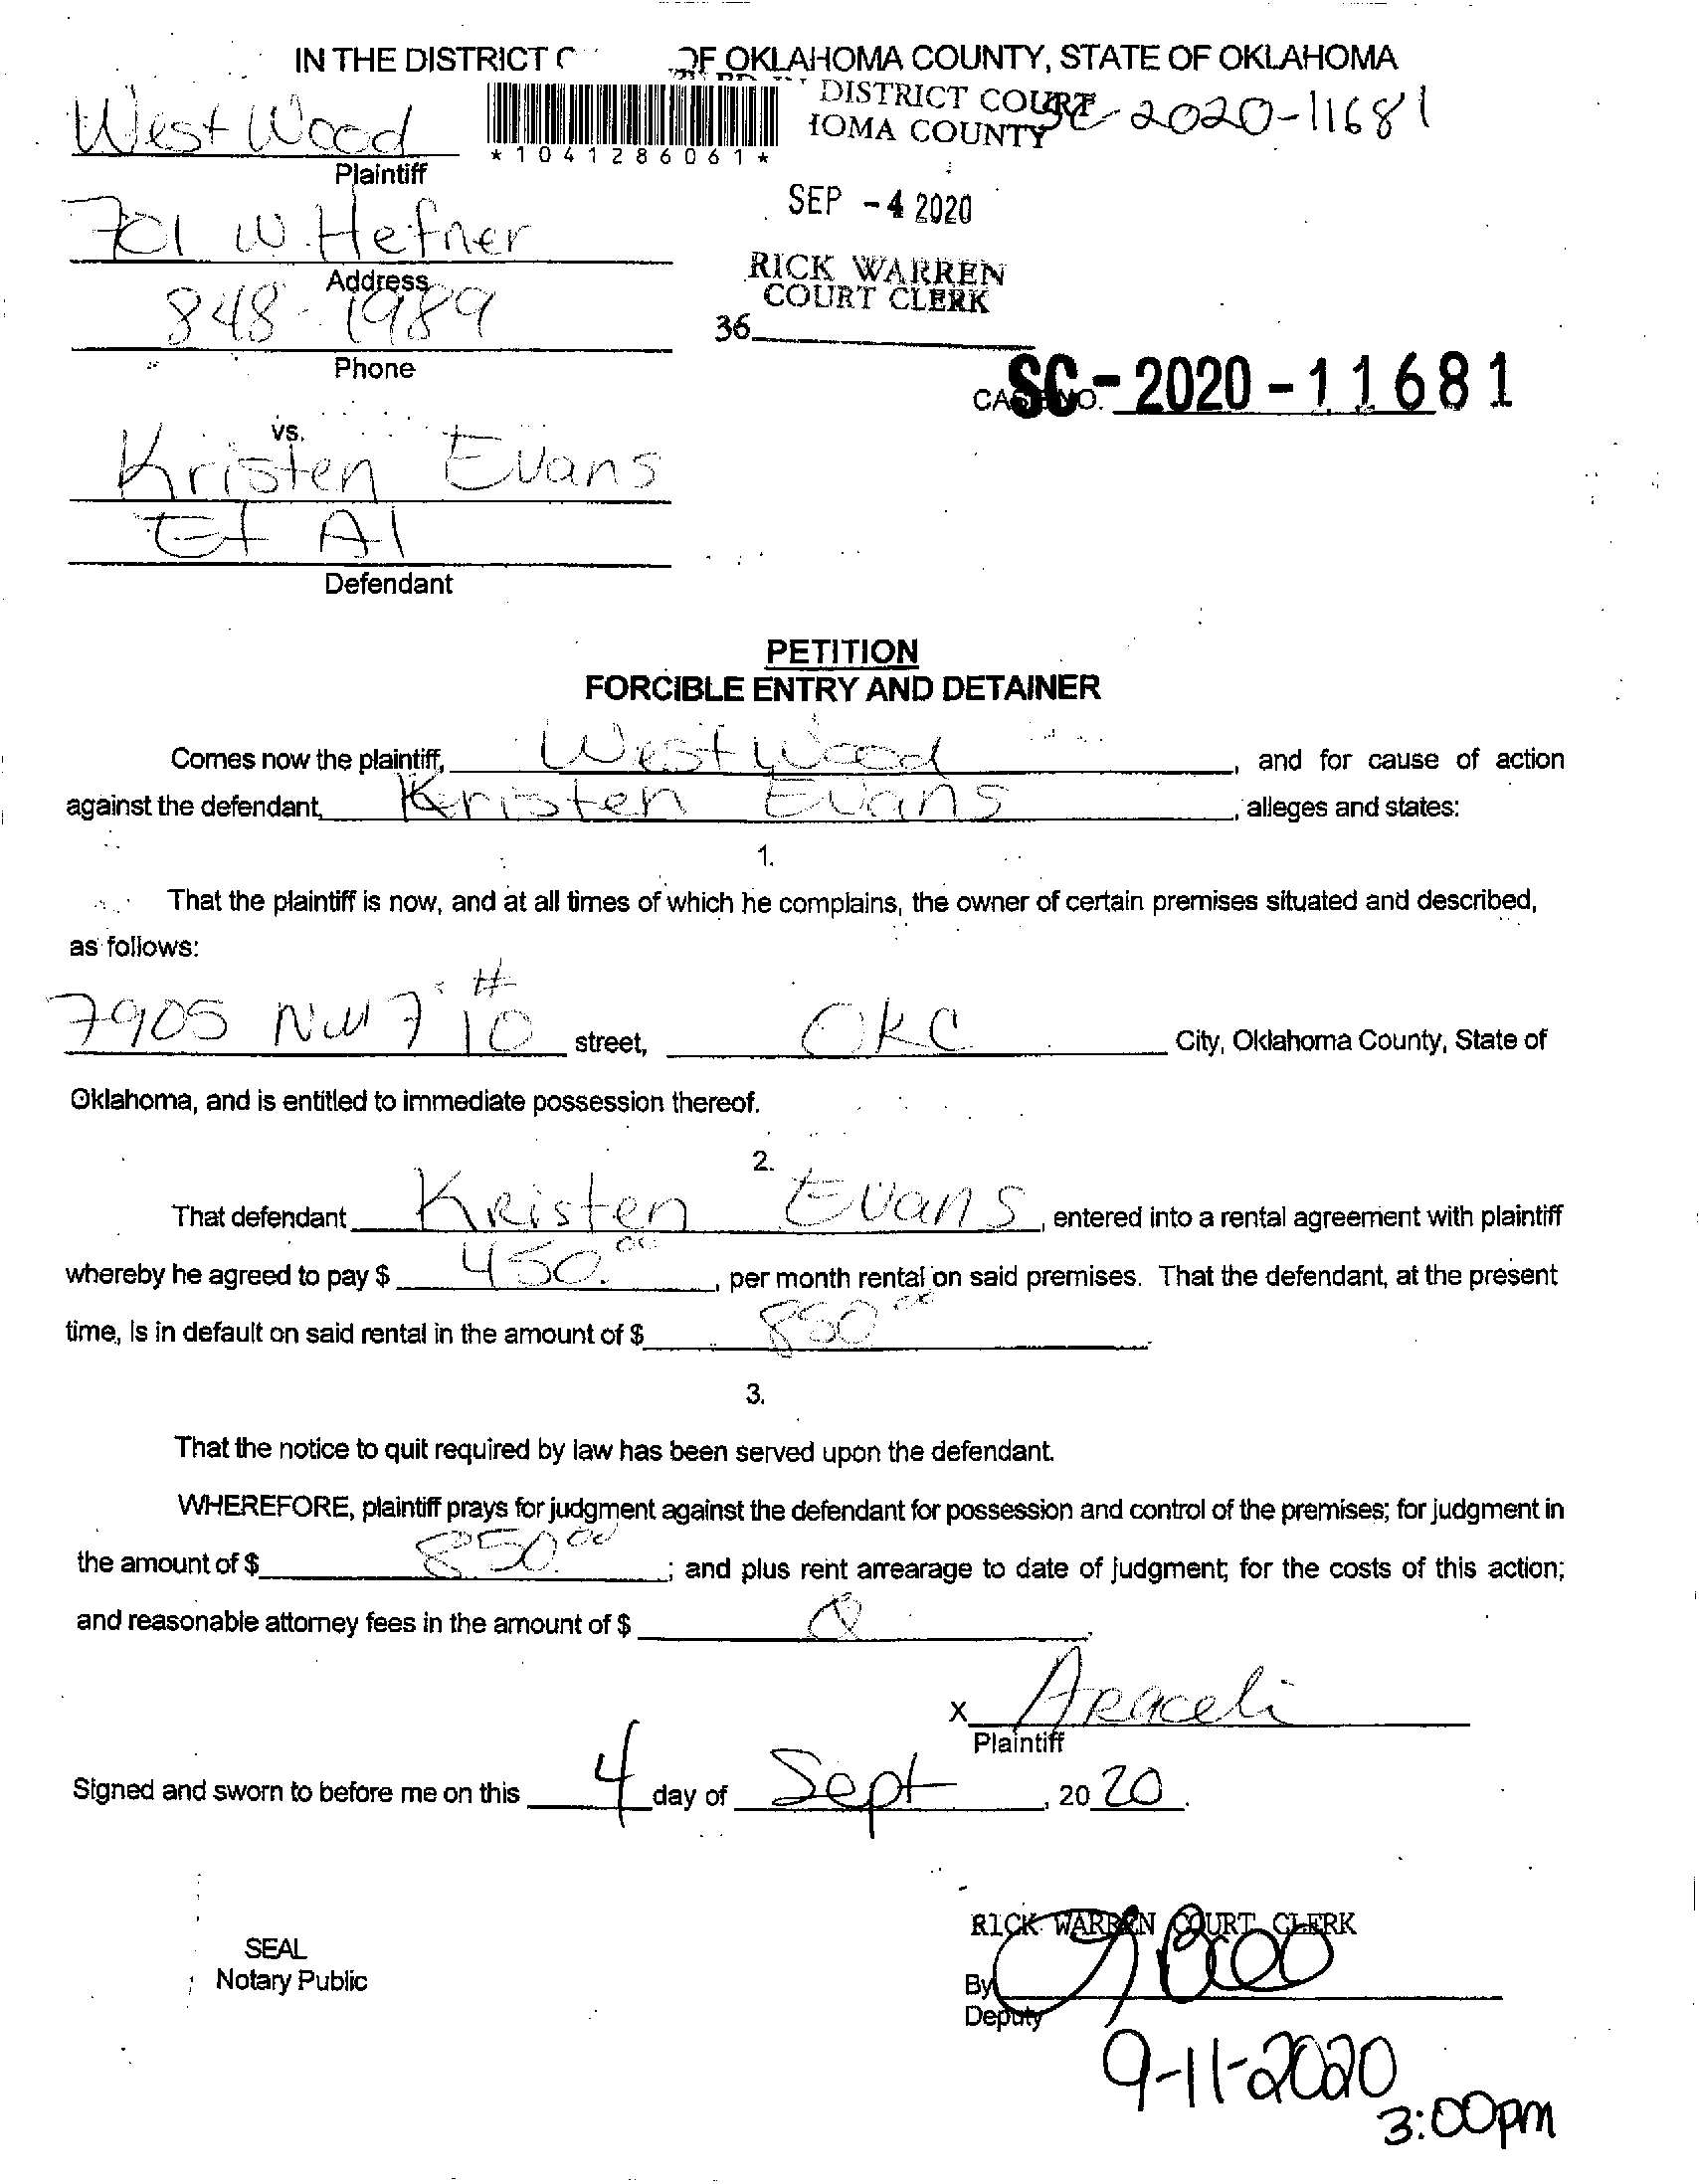 IN THE DISTRICT C OF OKLAHOMA COUNTY, STATE OF OKLAHOMA
DISTRICT COURT
West Wood
SC-2020-11681
IOMA COUNTY
*1041286061*
Plaintiff
SEP -4 2020
701 W. Hefner
Address
RICK WARREN
COURT CLERK
848-1989
36
Phone
CASE NO. SC-2020-11681
vs.
Kristen Evans
Et Al
Defendant
PETITION
FORCIBLE ENTRY AND DETAINER
Comes now the plaintiff, West Wood, and for cause of action
against the defendant, Kristen Evans, alleges and states:
1.
That the plaintiff is now, and at all times of which he complains, the owner of certain premises situated and described,
as follows:
7905 NW 7 #10 street, OKC City, Oklahoma County, State of
Oklahoma, and is entitled to immediate possession thereof.
2.
That defendant Kristen Evans, entered into a rental agreement with plaintiff
whereby he agreed to pay $ 450.00, per month rental on said premises. That the defendant, at the present
time, is in default on said rental in the amount of $ 850 00.
3.
That the notice to quit required by law has been served upon the defendant.
WHEREFORE, plaintiff prays for judgment against the defendant for possession and control of the premises; for judgment in
the amount of $ 850.00; and plus rent arrearage to date of judgment; for the costs of this action;
and reasonable attorney fees in the amount of $
x Araceli
Plaintiff
Signed and sworn to before me on this 4 day of Sept, 2020.
RICK WARREN COURT CLERK
SEAL
Notary Public
By
Deputy
9-11-2020
3:00pm